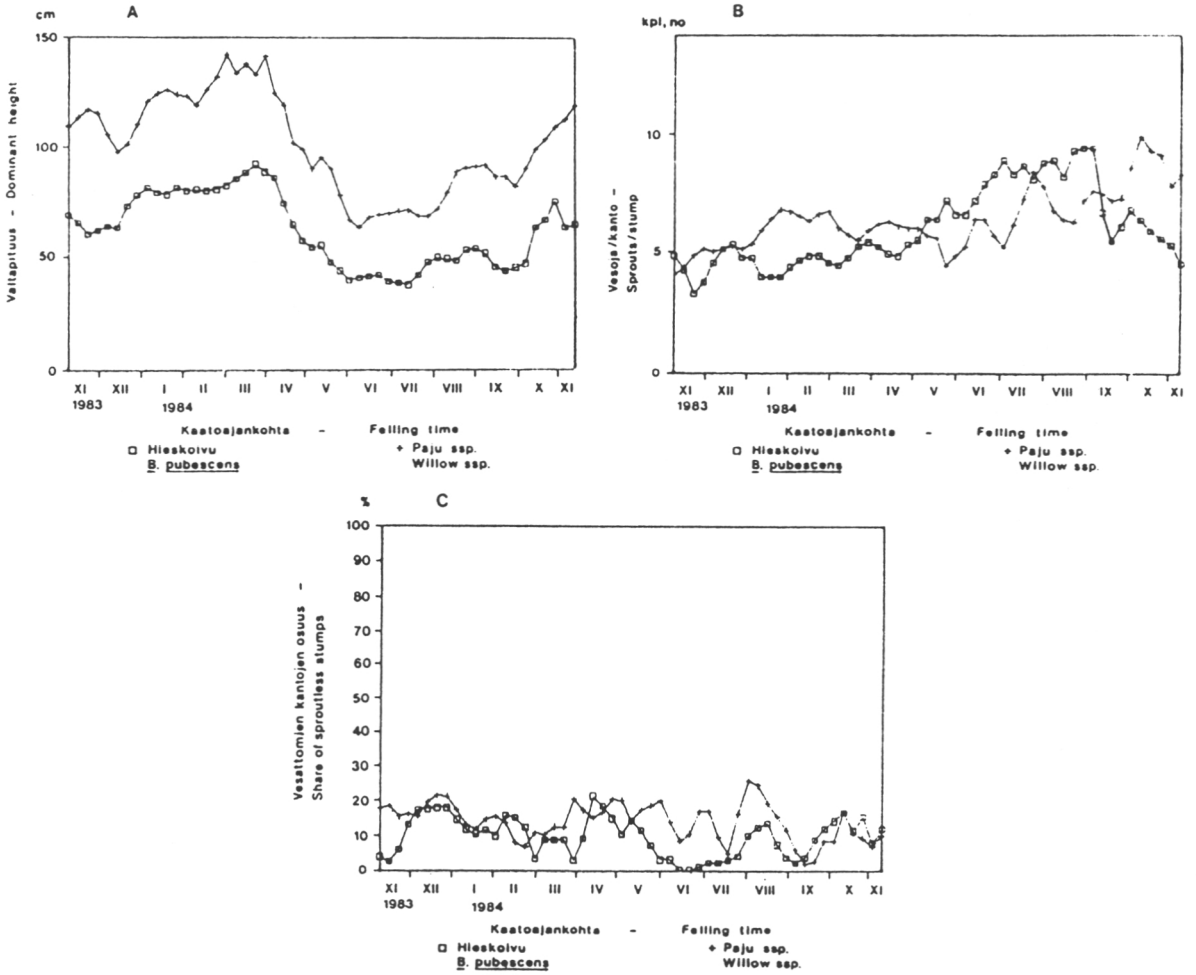 cm A
150
100
50
0
Valtapituus - Dominant height
XI XII I II III IV V VI VII VIII IX X XI
1983 1984
Kaatoajankohta - Felling time
Hieskoivu + Paju ssp.
B. pubescens Willow ssp.
kpl, no B
10
5
0
Vesoja/kanto -
Sprouts/stump
XI XII I II III IV V VI VII VIII IX X XI
1983 1984
Kaatoajankohta - Felling time
Hieskoivu + Paju ssp.
B. pubescens Willow ssp.
% C
100
90
80
70
60
50
40
30
20
10
0
Vesattomien kantojen osuus -
Share of sproutless stumps
XI XII I II III IV V VI VII VIII IX X XI
1983 1984
Kaatoajankohta - Felling time
Hieskoivu + Paju ssp.
B. pubescens Willow ssp.